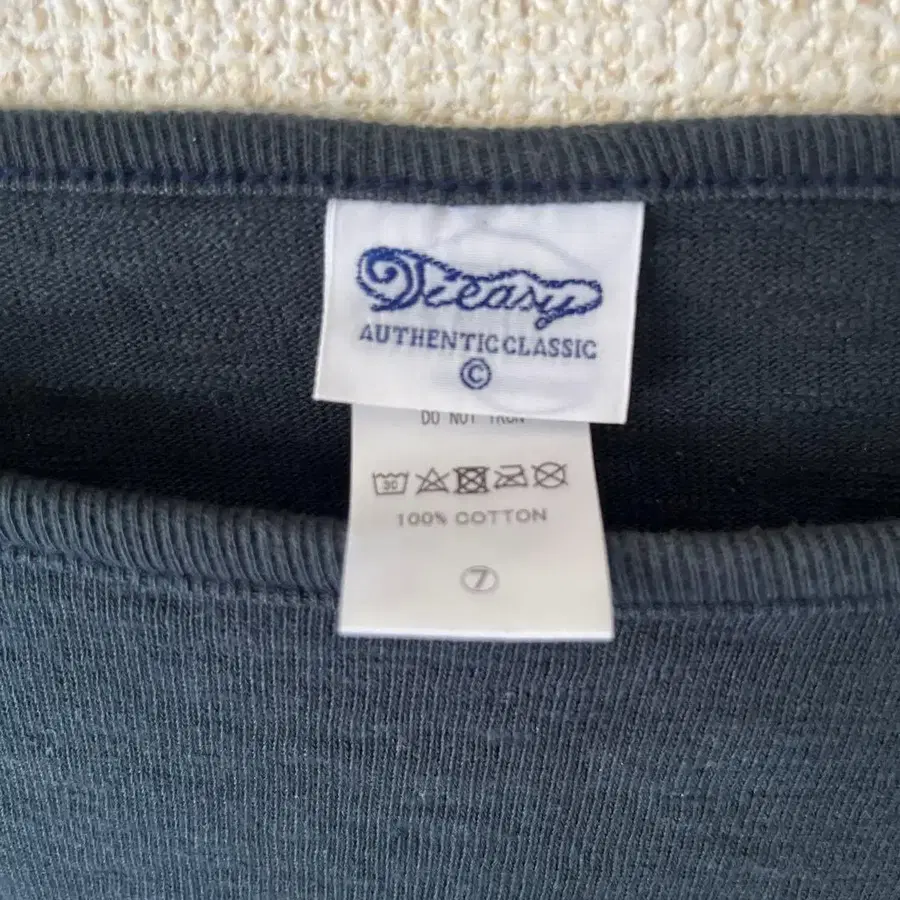 Dieasy
AUTHENTIC CLASSIC
©
DO NOT IRON
30
100% COTTON
7